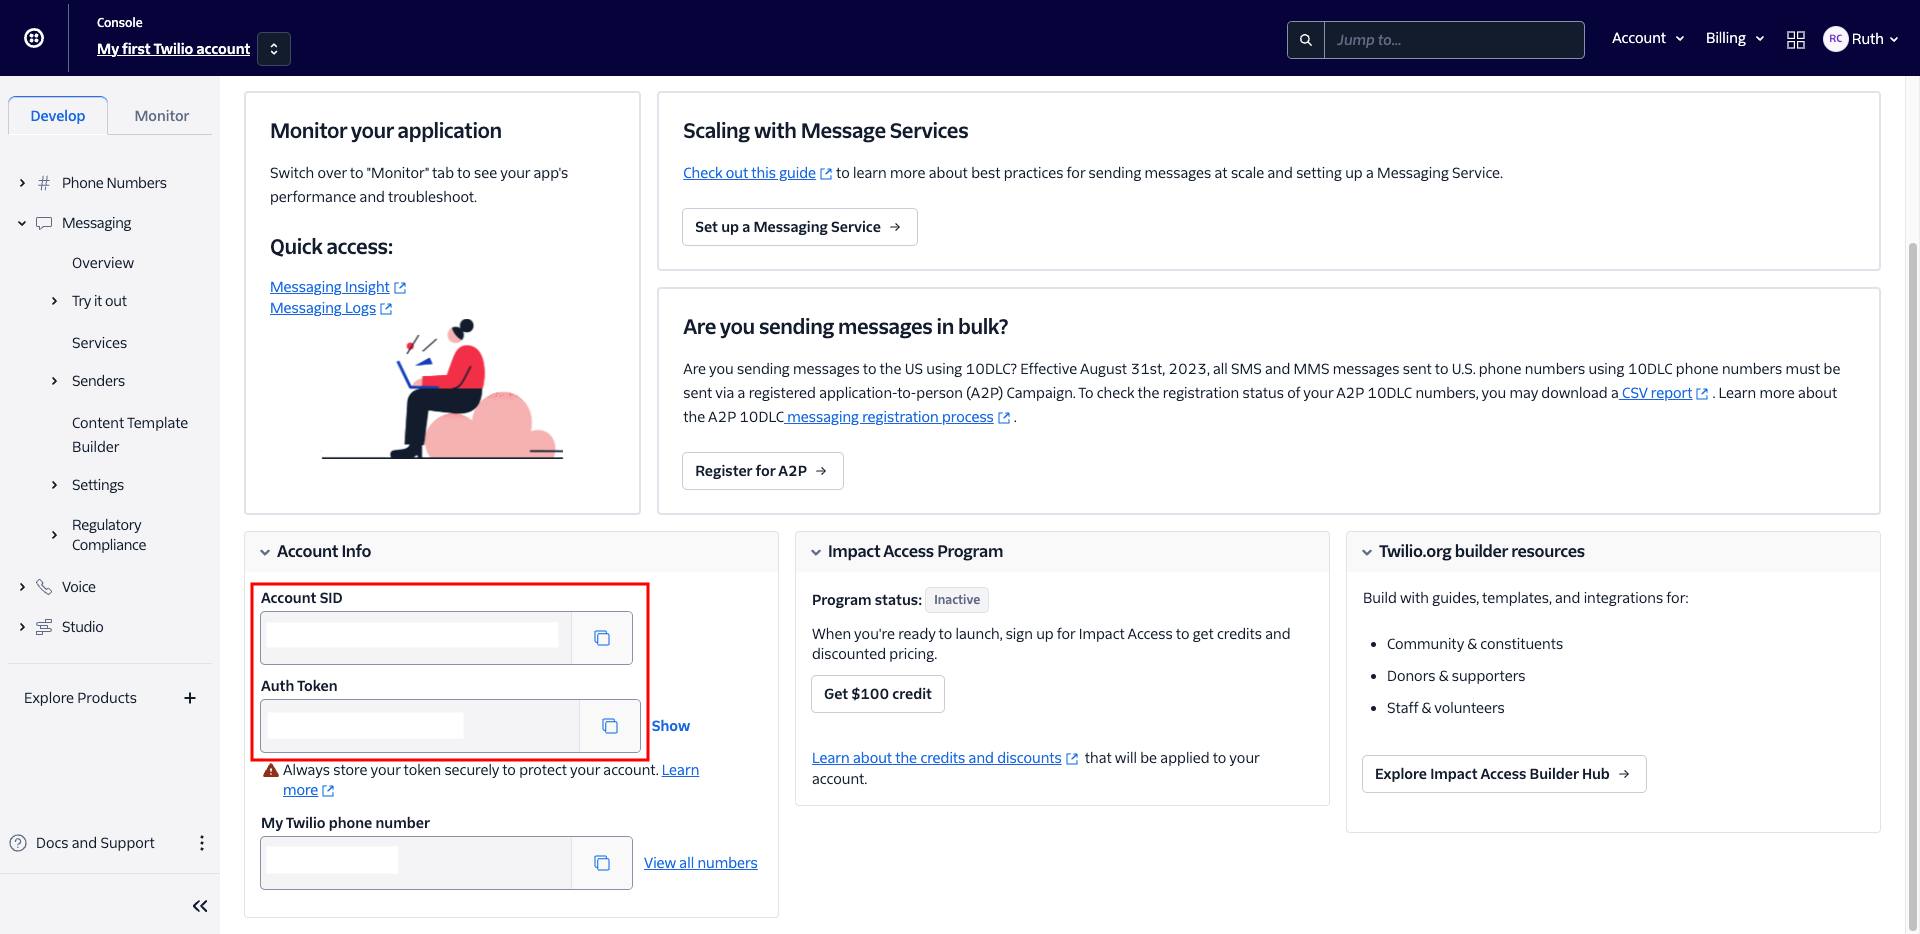 Console
My first Twilio account
Jump to...
Account
Billing
RC
Ruth
Develop
Monitor
Phone Numbers
Messaging
Overview
Try it out
Services
Senders
Content Template
Builder
Settings
Regulatory
Compliance
Voice
Studio
Explore Products
Docs and Support
Monitor your application
Switch over to "Monitor" tab to see your app's
performance and troubleshoot.
Quick access:
Messaging Insight
Messaging Logs
Scaling with Message Services
Check out this guide to learn more about best practices for sending messages at scale and setting up a Messaging Service.
Set up a Messaging Service →
Are you sending messages in bulk?
Are you sending messages to the US using 10DLC? Effective August 31st, 2023, all SMS and MMS messages sent to U.S. phone numbers using 10DLC phone numbers must be
sent via a registered application-to-person (A2P) Campaign. To check the registration status of your A2P 10DLC numbers, you may download a CSV report . Learn more about
the A2P 10DLC messaging registration process .
Register for A2P →
Account Info
Account SID
Auth Token
Show
Always store your token securely to protect your account. Learn
more
My Twilio phone number
View all numbers
Impact Access Program
Program status: Inactive
When you're ready to launch, sign up for Impact Access to get credits and
discounted pricing.
Get $100 credit
Learn about the credits and discounts that will be applied to your
account.
Twilio.org builder resources
Build with guides, templates, and integrations for:
• Community & constituents
• Donors & supporters
• Staff & volunteers
Explore Impact Access Builder Hub →